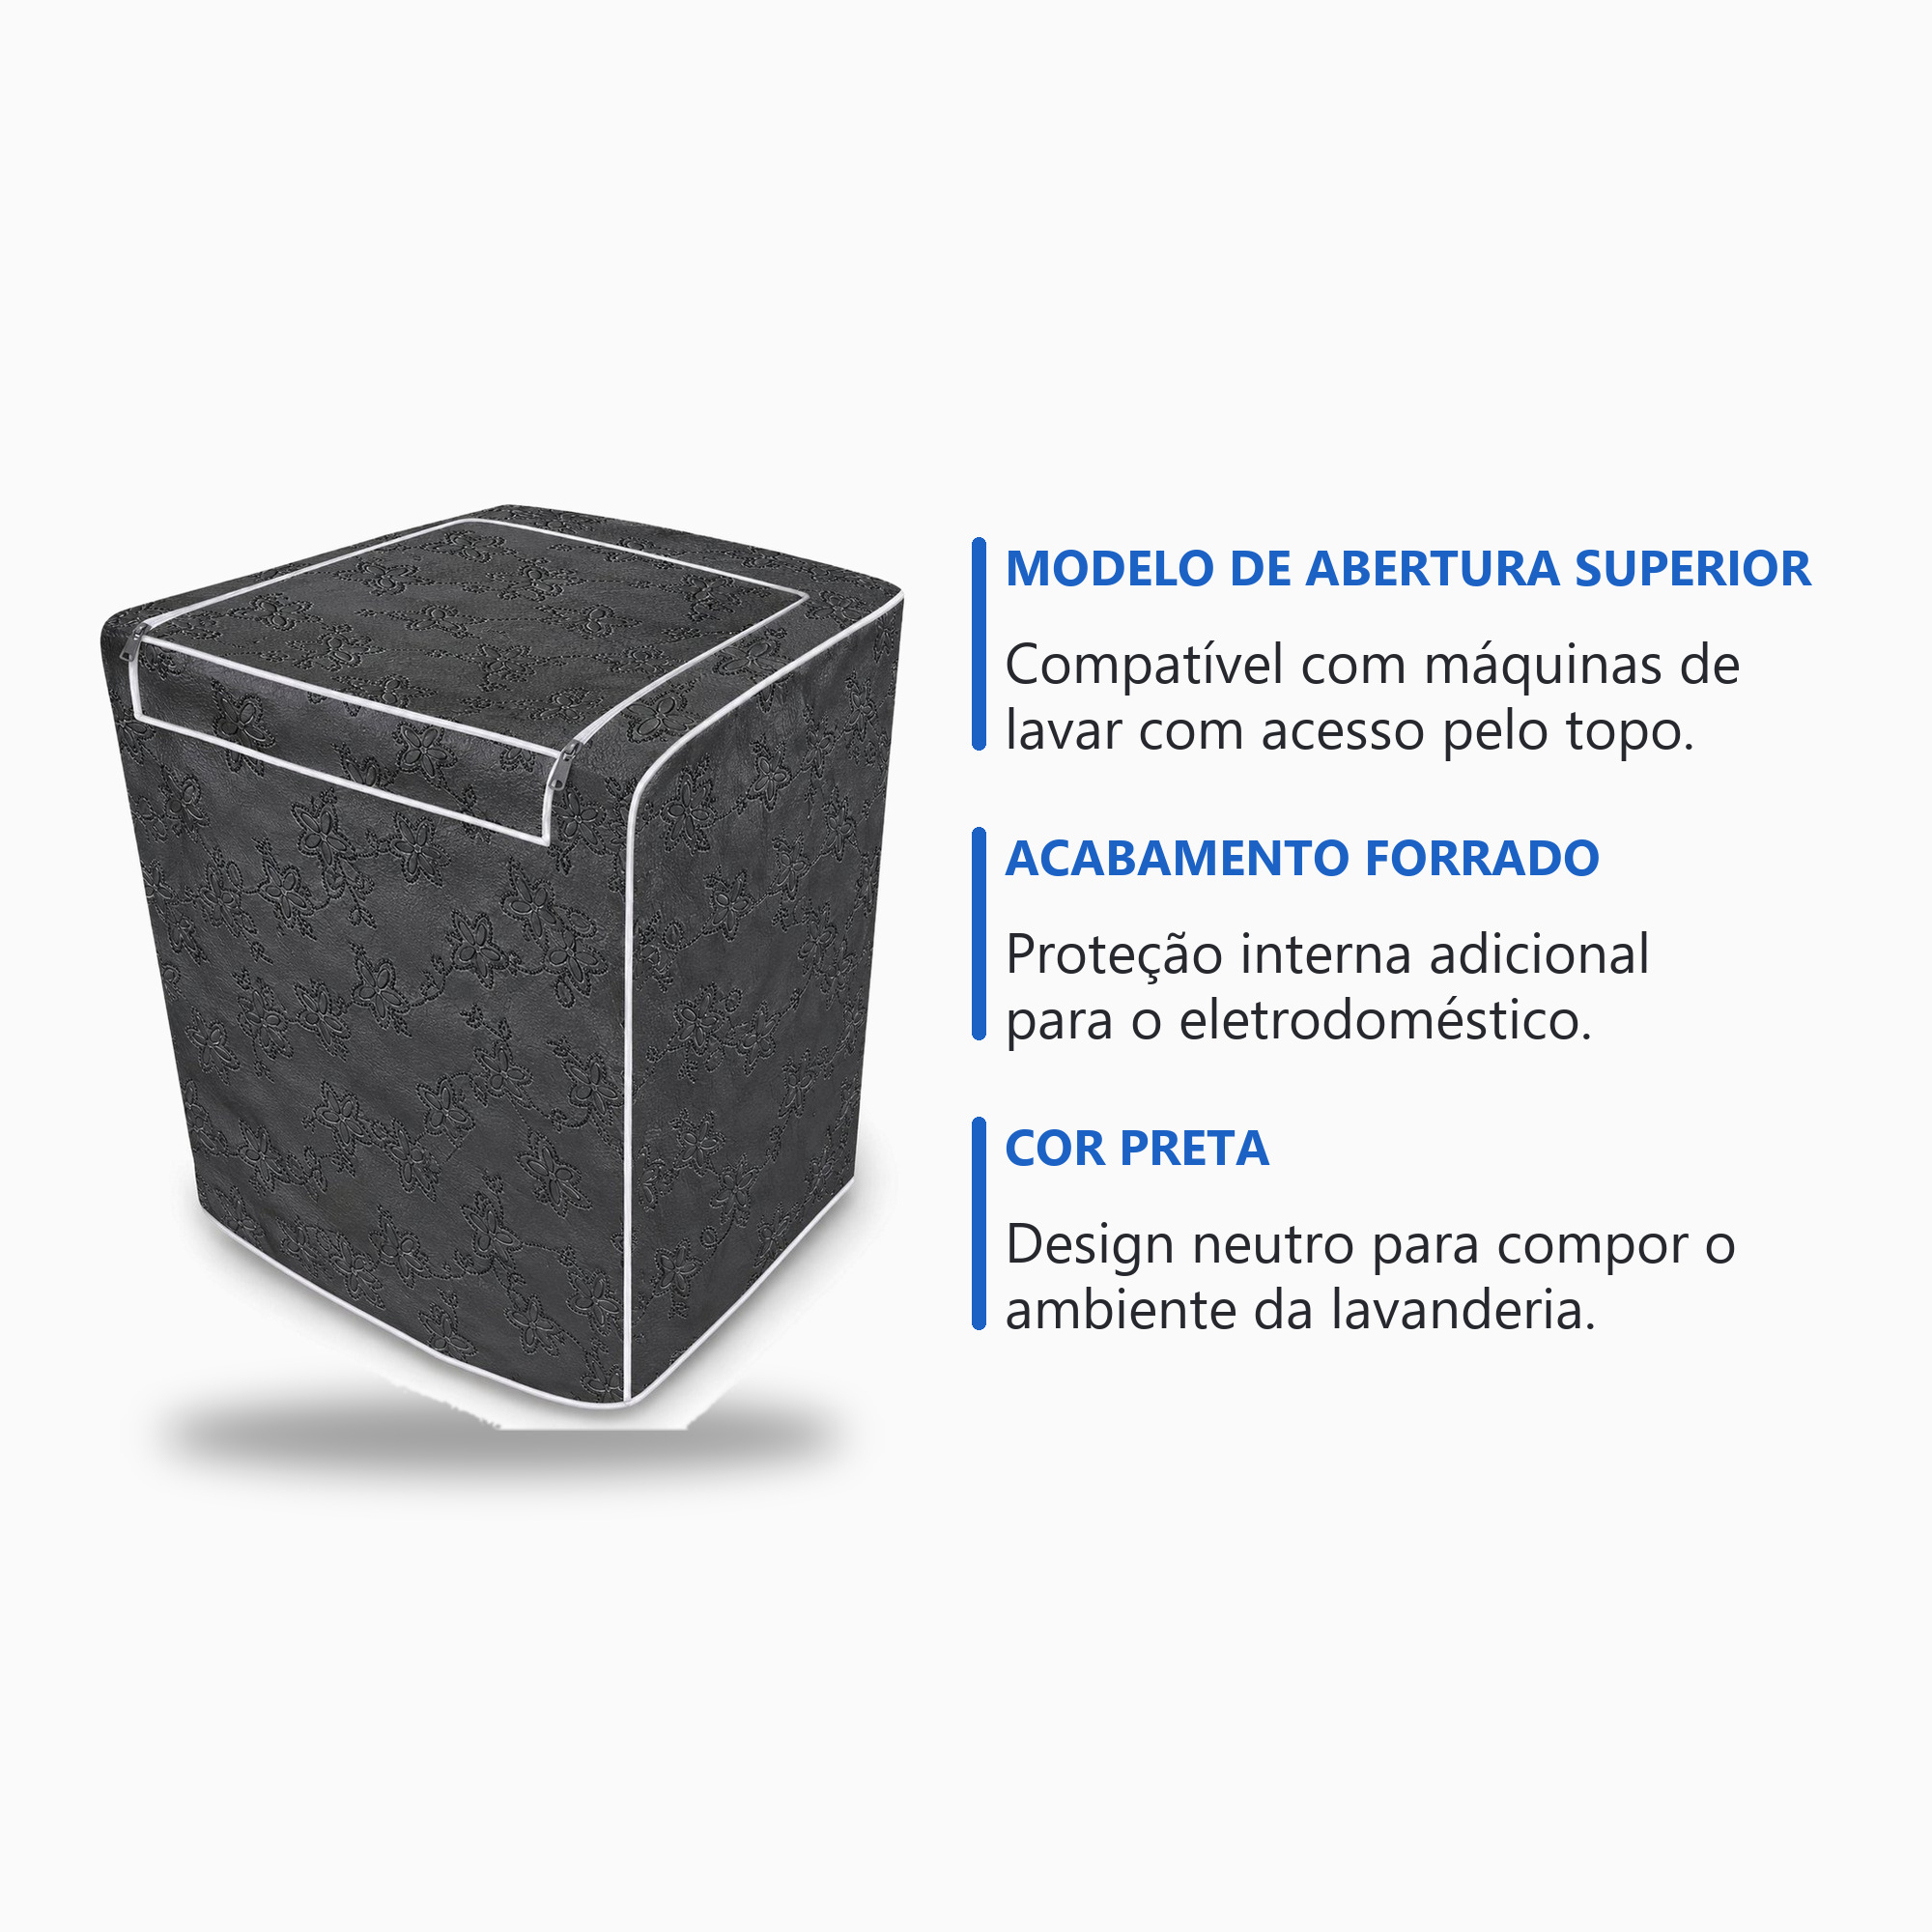 MODELO DE ABERTURA SUPERIOR
Compatível com máquinas de
lavar com acesso pelo topo.
ACABAMENTO FORRADO
Proteção interna adicional
para o eletrodoméstico.
COR PRETA
Design neutro para compor o
ambiente da lavanderia.